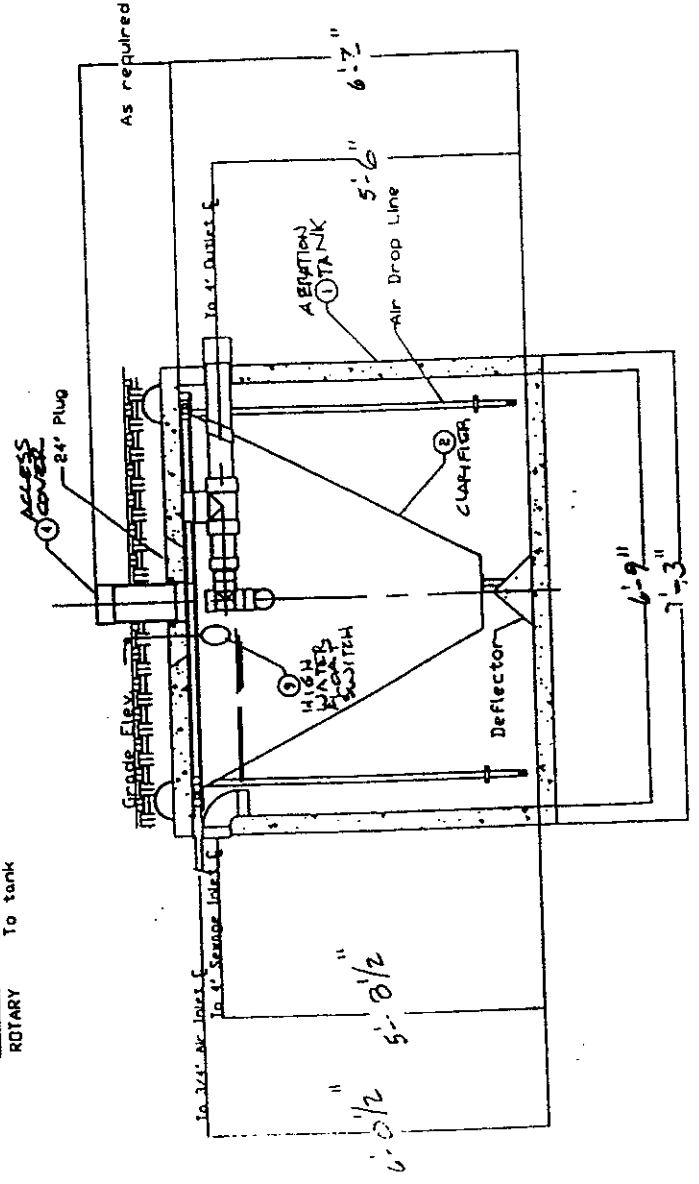 ROTARY
To tank
As required
④ ACCESS COVER
24" Plug
Grade Elev
To 3/4" Air Inlet ℄
To 4" Sewage Inlet ℄
To 4" Outlet ℄
③ HIGH
WATER
FLOAT
SWITCH
AERATION
① TANK
Air Drop Line
② CLARIFIER
Deflector
6'-0 1/2"
5'-8 1/2"
5'-6"
6'-2"
6'-9"
7'-3"